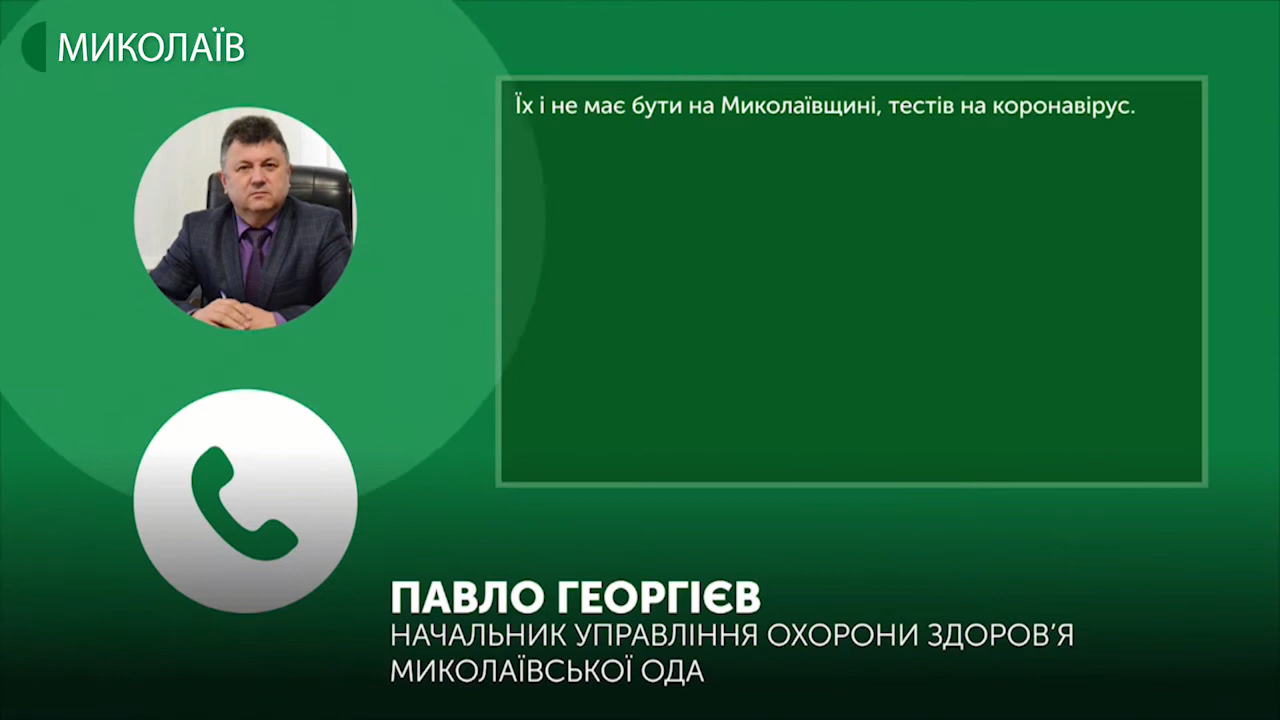 МИКОЛАЇВ
Їх і не має бути на Миколаївщині, тестів на коронавірус.
ПАВЛО ГЕОРГІЄВ
НАЧАЛЬНИК УПРАВЛІННЯ ОХОРОНИ ЗДОРОВ’Я
МИКОЛАЇВСЬКОЇ ОДА